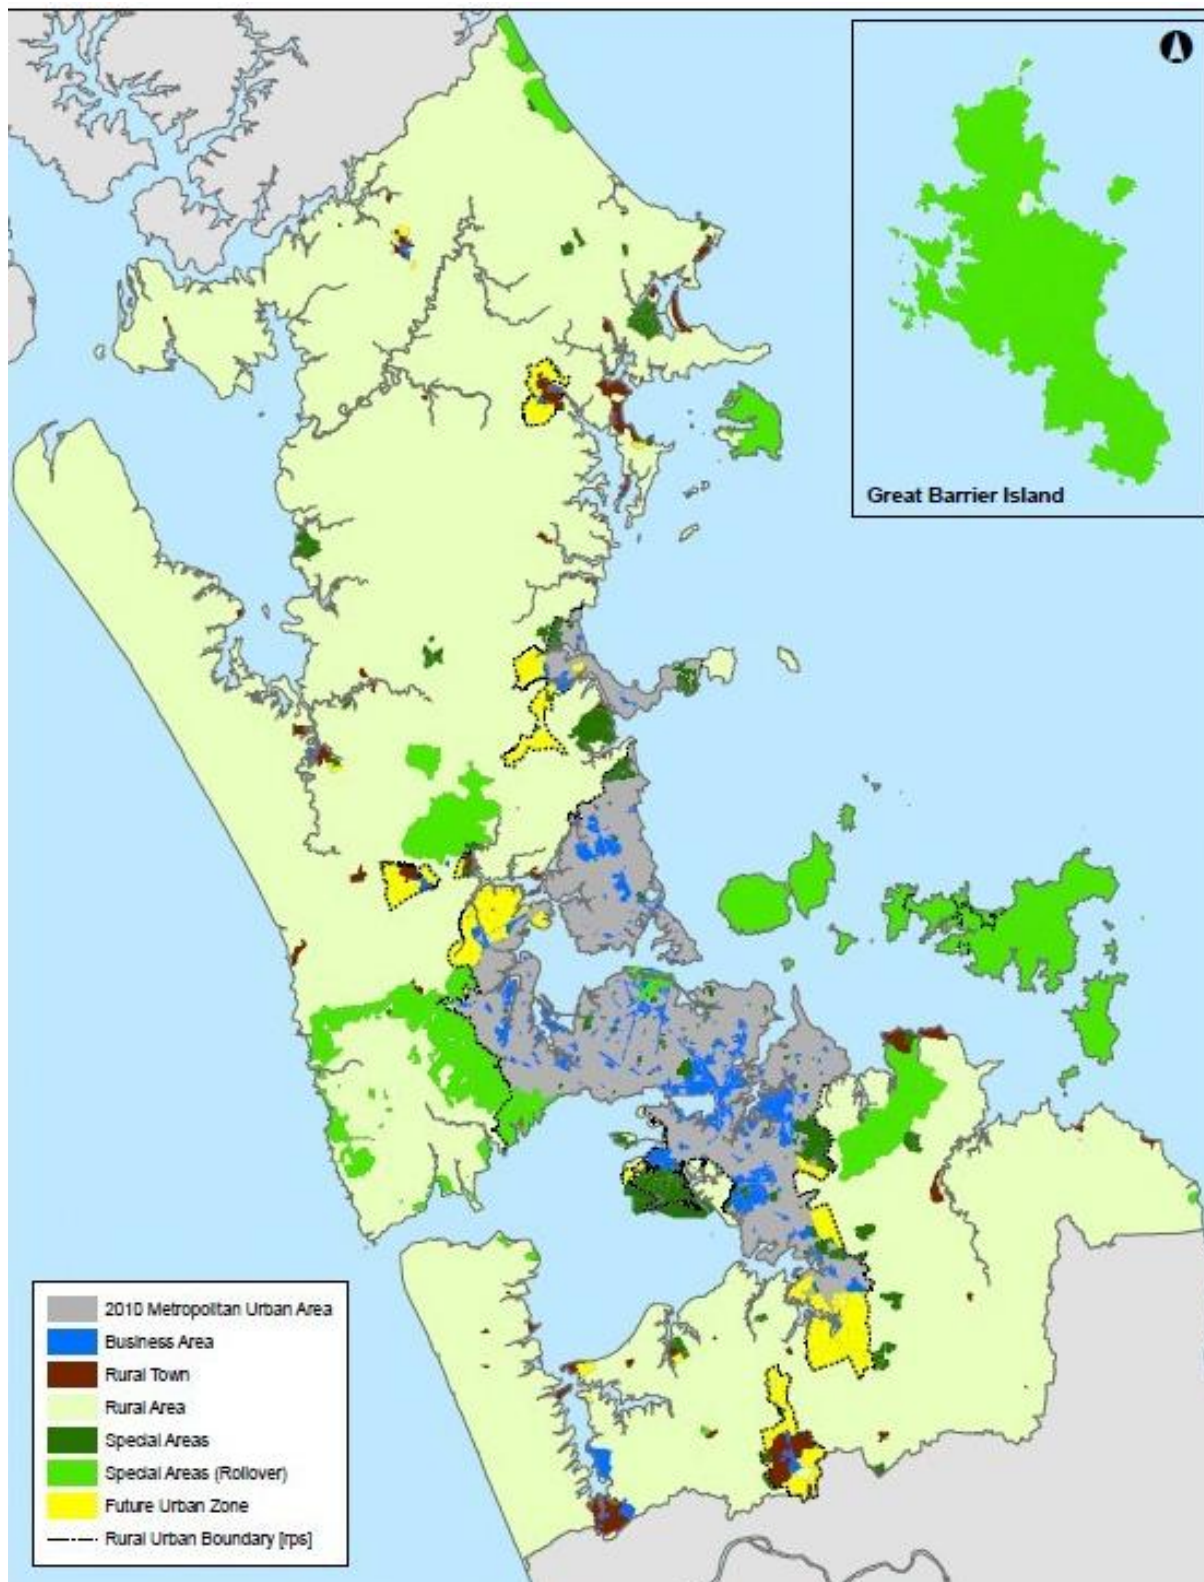 Great Barrier Island
2010 Metropolitan Urban Area
Business Area
Rural Town
Rural Area
Special Areas
Special Areas (Rollover)
Future Urban Zone
Rural Urban Boundary [rps]